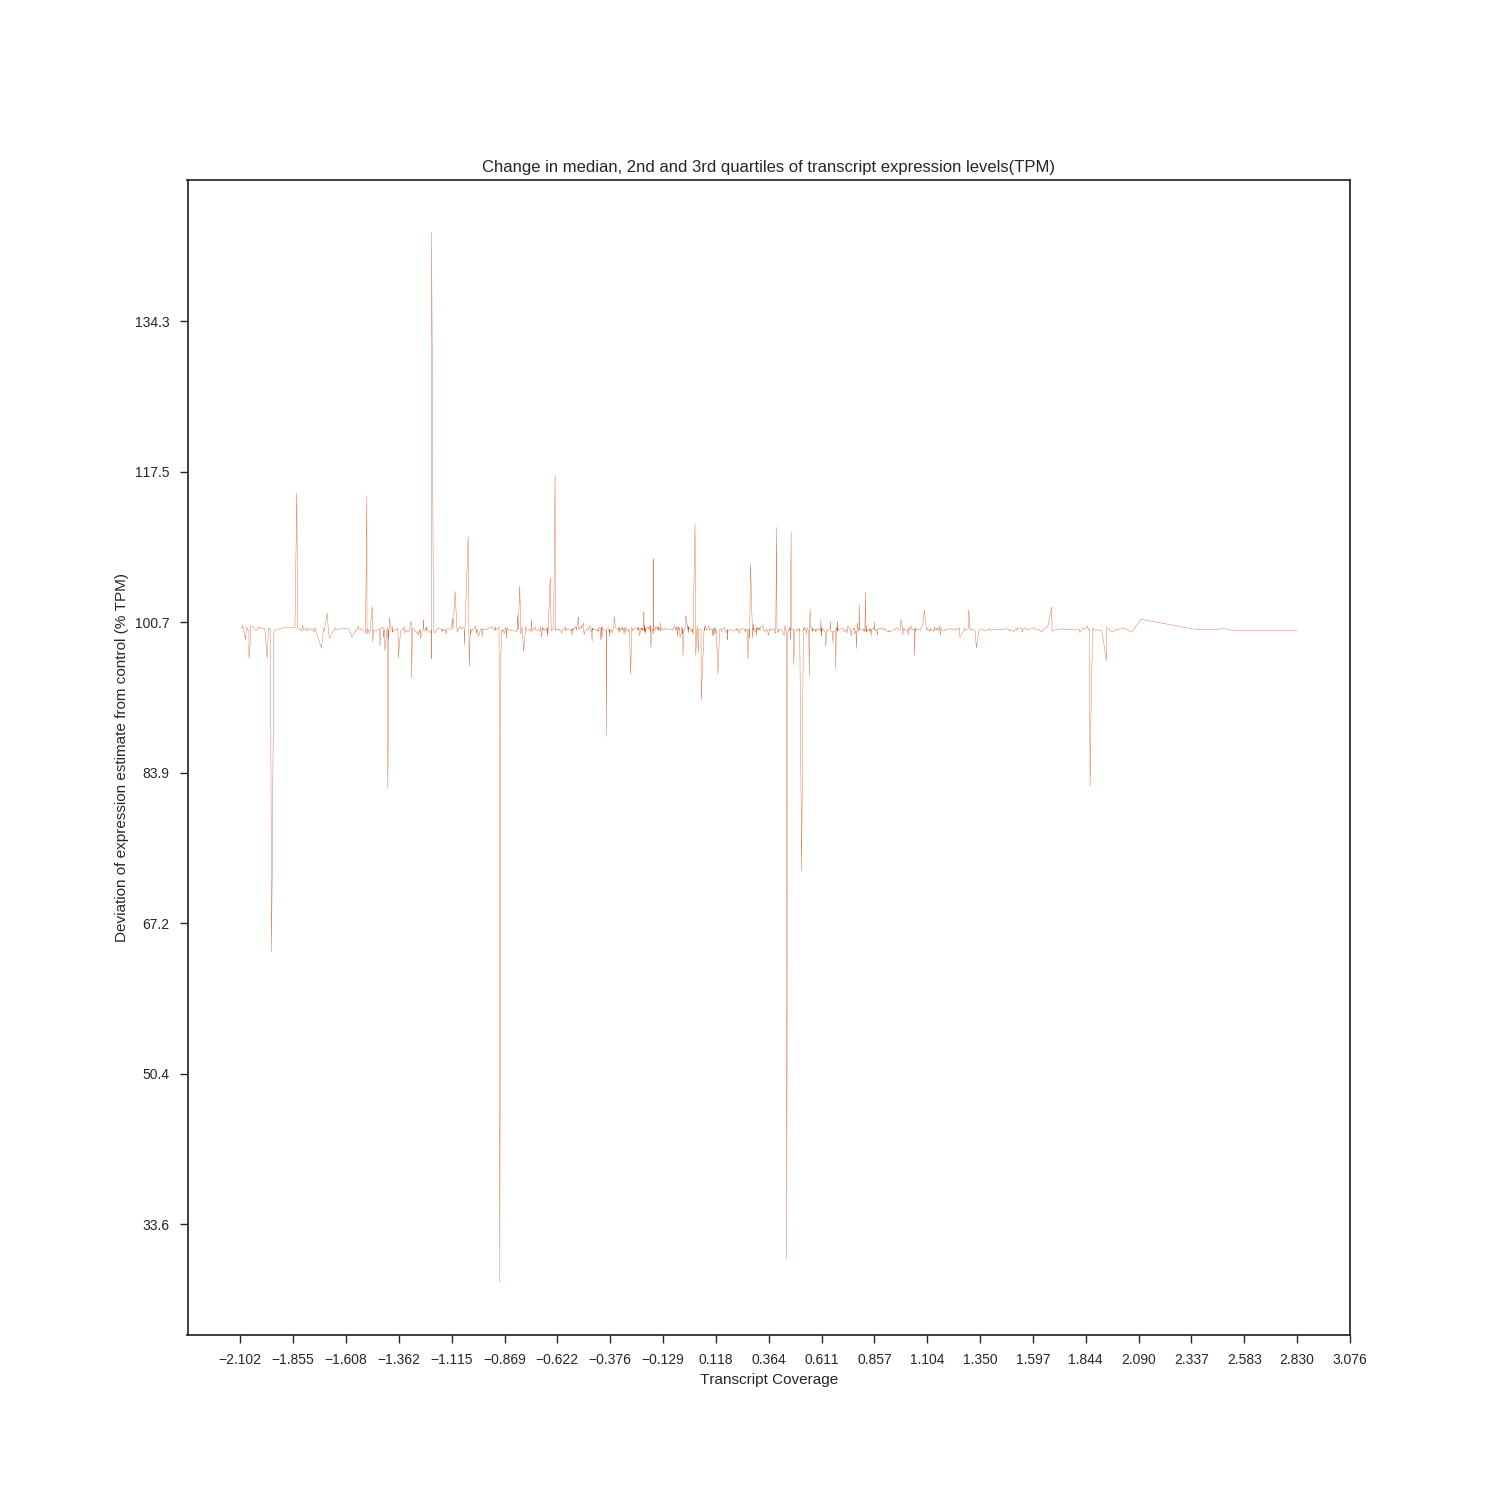 Change in median, 2nd and 3rd quartiles of transcript expression levels(TPM)
Deviation of expression estimate from control (% TPM)
134.3
117.5
100.7
83.9
67.2
50.4
33.6
−2.102 −1.855 −1.608 −1.362 −1.115 −0.869 −0.622 −0.376 −0.129 0.118 0.364 0.611 0.857 1.104 1.350 1.597 1.844 2.090 2.337 2.583 2.830 3.076
Transcript Coverage